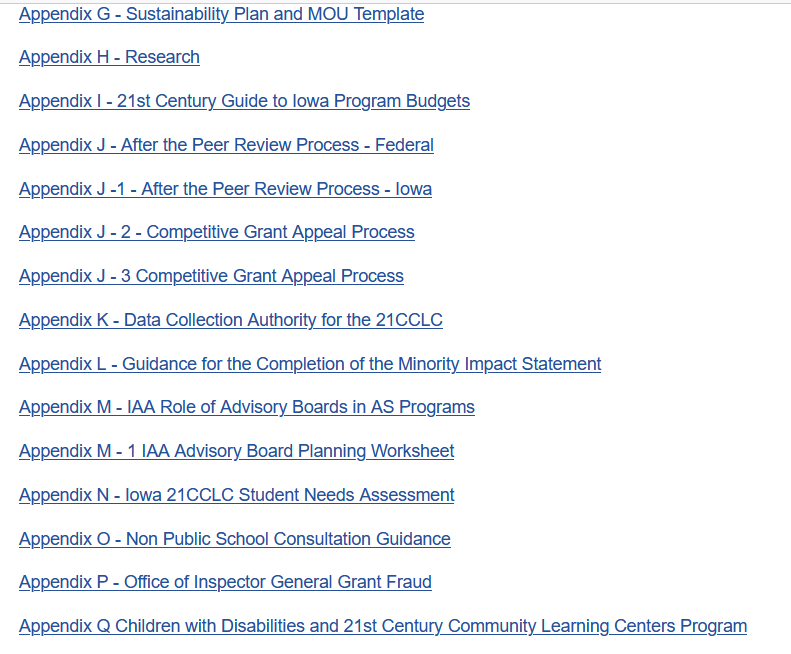 Appendix G - Sustainability Plan and MOU Template
Appendix H - Research
Appendix I - 21st Century Guide to Iowa Program Budgets
Appendix J - After the Peer Review Process - Federal
Appendix J -1 - After the Peer Review Process - Iowa
Appendix J - 2 - Competitive Grant Appeal Process
Appendix J - 3 Competitive Grant Appeal Process
Appendix K - Data Collection Authority for the 21CCLC
Appendix L - Guidance for the Completion of the Minority Impact Statement
Appendix M - IAA Role of Advisory Boards in AS Programs
Appendix M - 1 IAA Advisory Board Planning Worksheet
Appendix N - Iowa 21CCLC Student Needs Assessment
Appendix O - Non Public School Consultation Guidance
Appendix P - Office of Inspector General Grant Fraud
Appendix Q Children with Disabilities and 21st Century Community Learning Centers Program